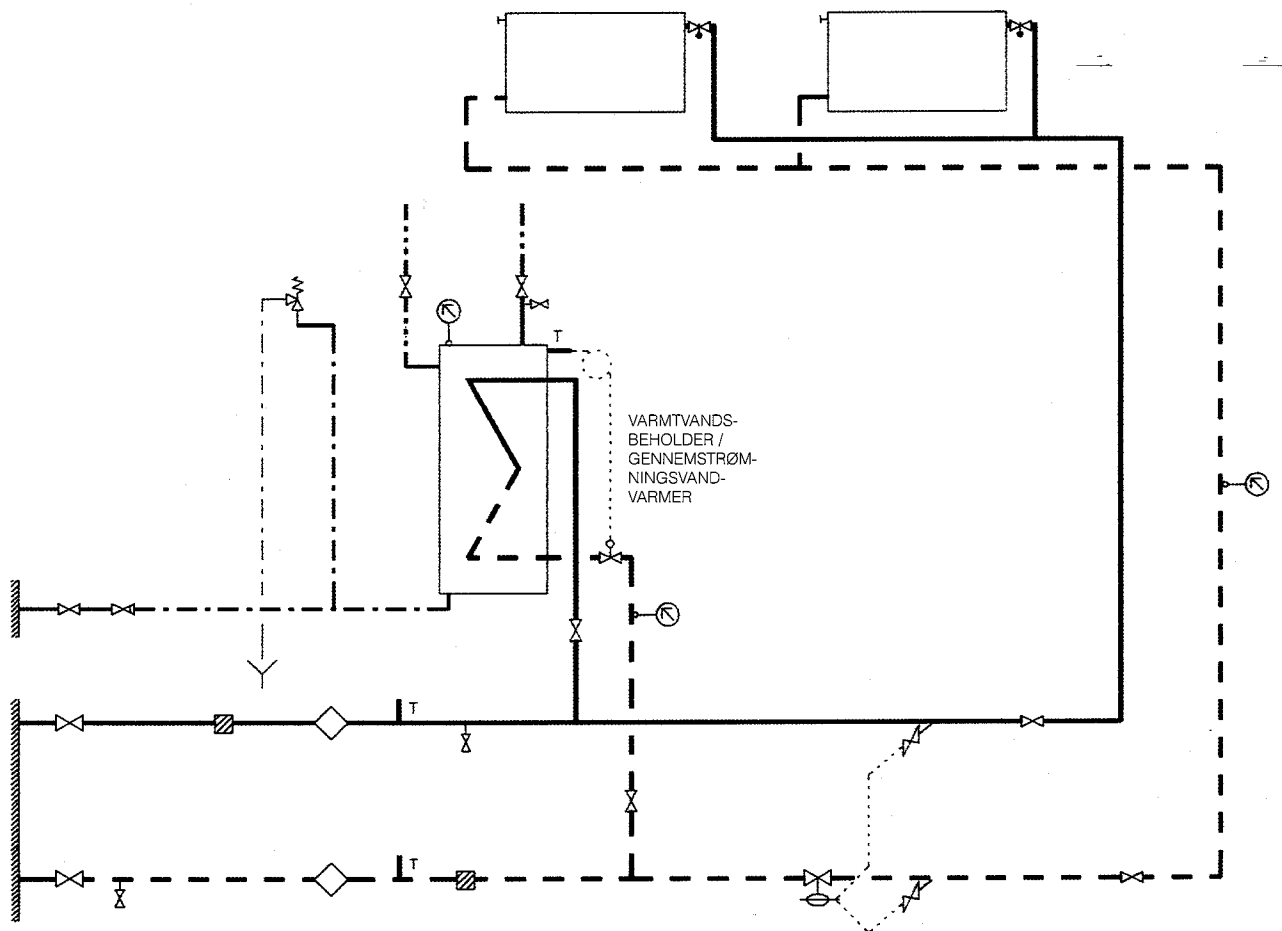 T
VARMTVANDS-
BEHOLDER /
GENNEMSTRØM-
NINGSVAND-
VARMER
T
T